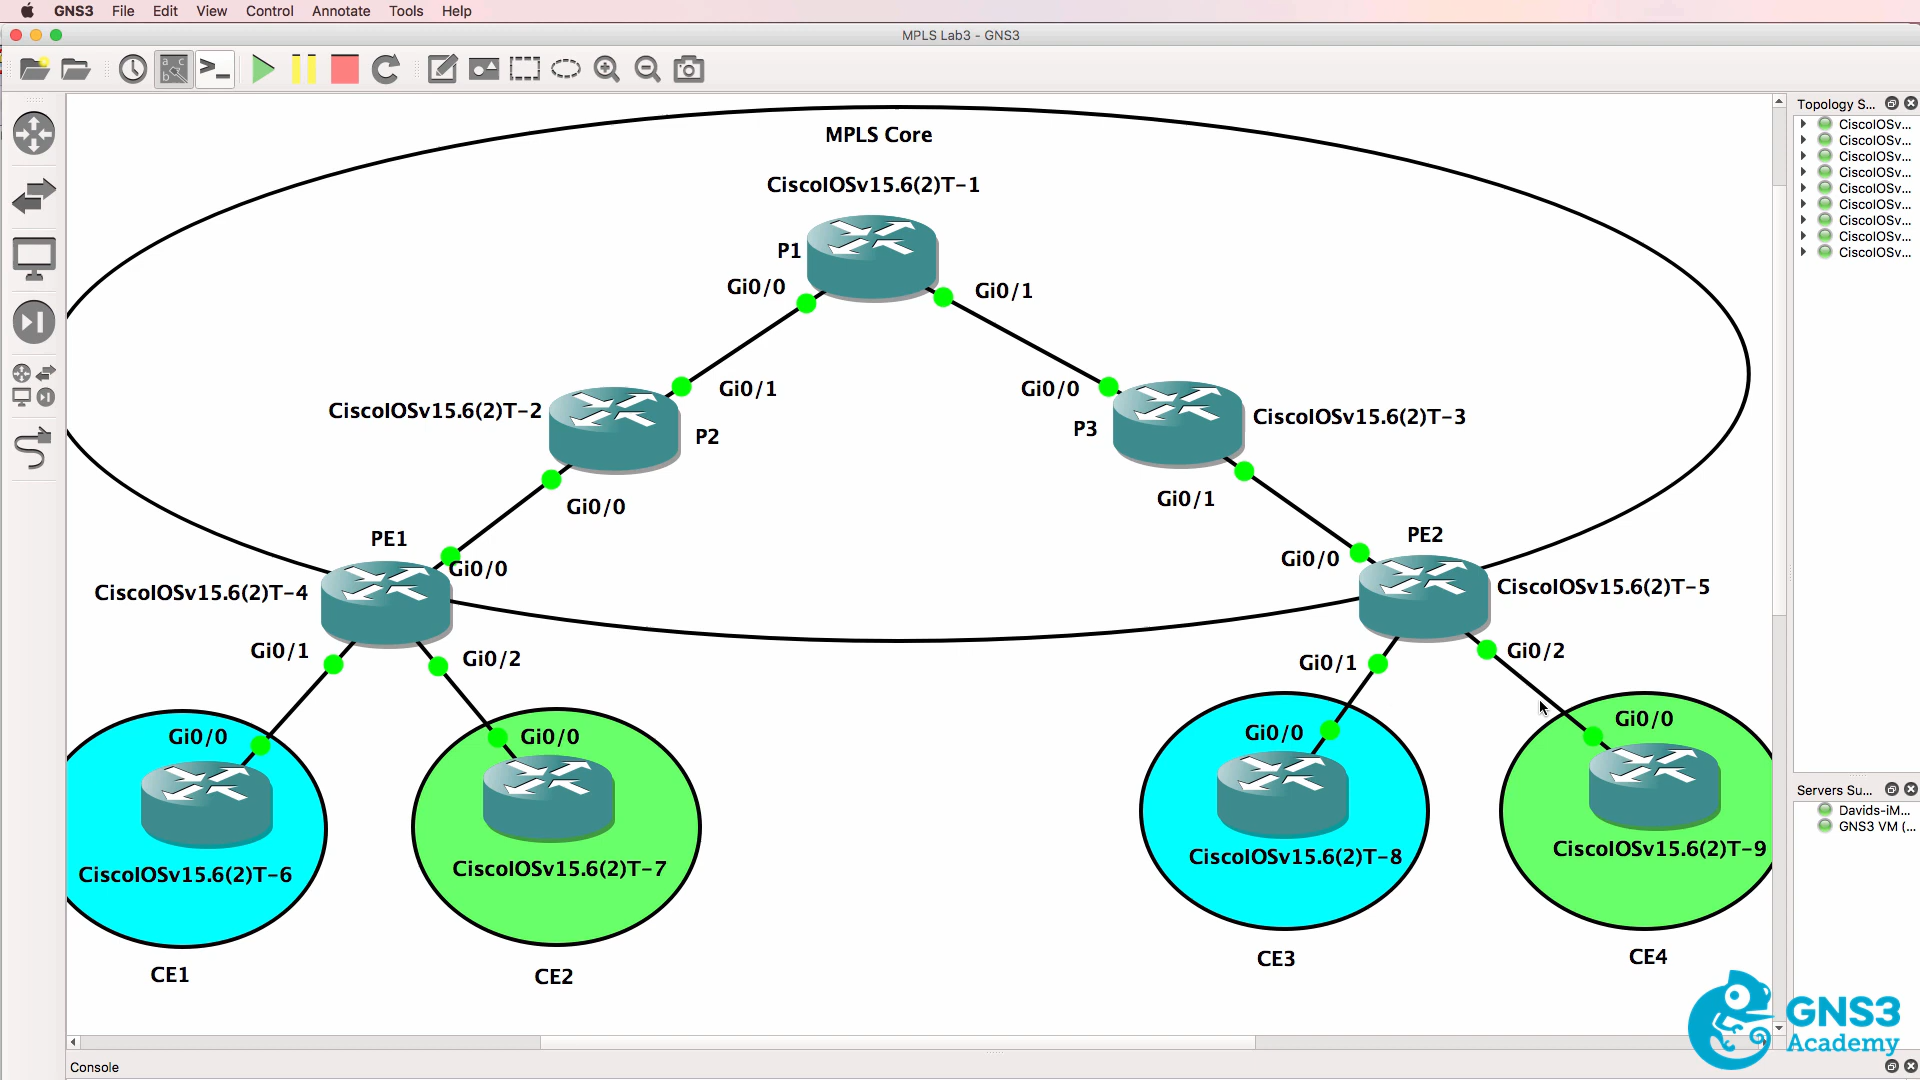 GNS3 File Edit View Control Annotate Tools Help
MPLS Lab3 - GNS3
Topology S...
CiscoIOSv...
CiscoIOSv...
CiscoIOSv...
CiscoIOSv...
CiscoIOSv...
CiscoIOSv...
CiscoIOSv...
CiscoIOSv...
CiscoIOSv...
MPLS Core
CiscoIOSv15.6(2)T-1
P1
Gi0/0
Gi0/1
Gi0/1
Gi0/0
CiscoIOSv15.6(2)T-2
P2
P3
CiscoIOSv15.6(2)T-3
Gi0/0
Gi0/1
PE1
PE2
Gi0/0
Gi0/0
CiscoIOSv15.6(2)T-4
CiscoIOSv15.6(2)T-5
Gi0/1
Gi0/2
Gi0/1
Gi0/2
Gi0/0
Gi0/0
Gi0/0
Gi0/0
CiscoIOSv15.6(2)T-6
CiscoIOSv15.6(2)T-7
CiscoIOSv15.6(2)T-8
CiscoIOSv15.6(2)T-9
CE1
CE2
CE3
CE4
Servers Su...
Davids-iM...
GNS3 VM (...
GNS3
Academy
Console